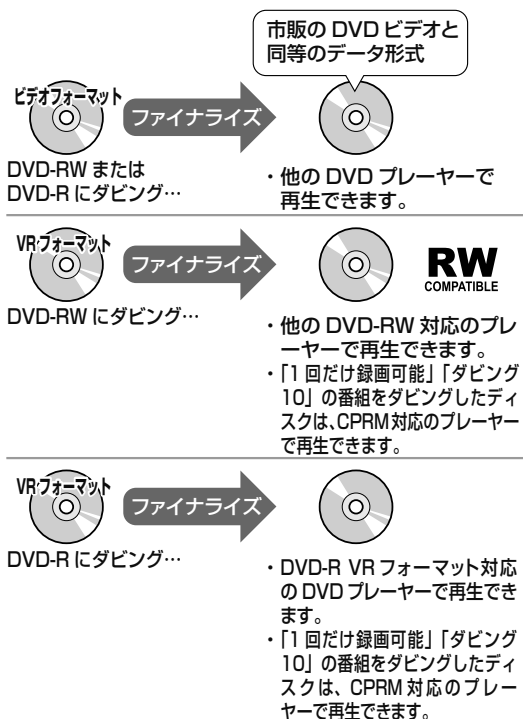 市販の DVD ビデオと
同等のデータ形式
ビデオフォーマット
ファイナライズ
DVD-RW または
DVD-R にダビング…
・他の DVD プレーヤーで
再生できます。
VRフォーマット
ファイナライズ
RW
COMPATIBLE
DVD-RW にダビング…
・他の DVD-RW 対応のプレ
ーヤーで再生できます。
・「1 回だけ録画可能」「ダビング
10」の番組をダビングしたディ
スクは、CPRM対応のプレーヤー
で再生できます。
VRフォーマット
ファイナライズ
DVD-R にダビング…
・DVD-R VR フォーマット対応
の DVD プレーヤーで再生でき
ます。
・「1 回だけ録画可能」「ダビング
10」の番組をダビングしたディ
スクは、CPRM 対応のプレー
ヤーで再生できます。